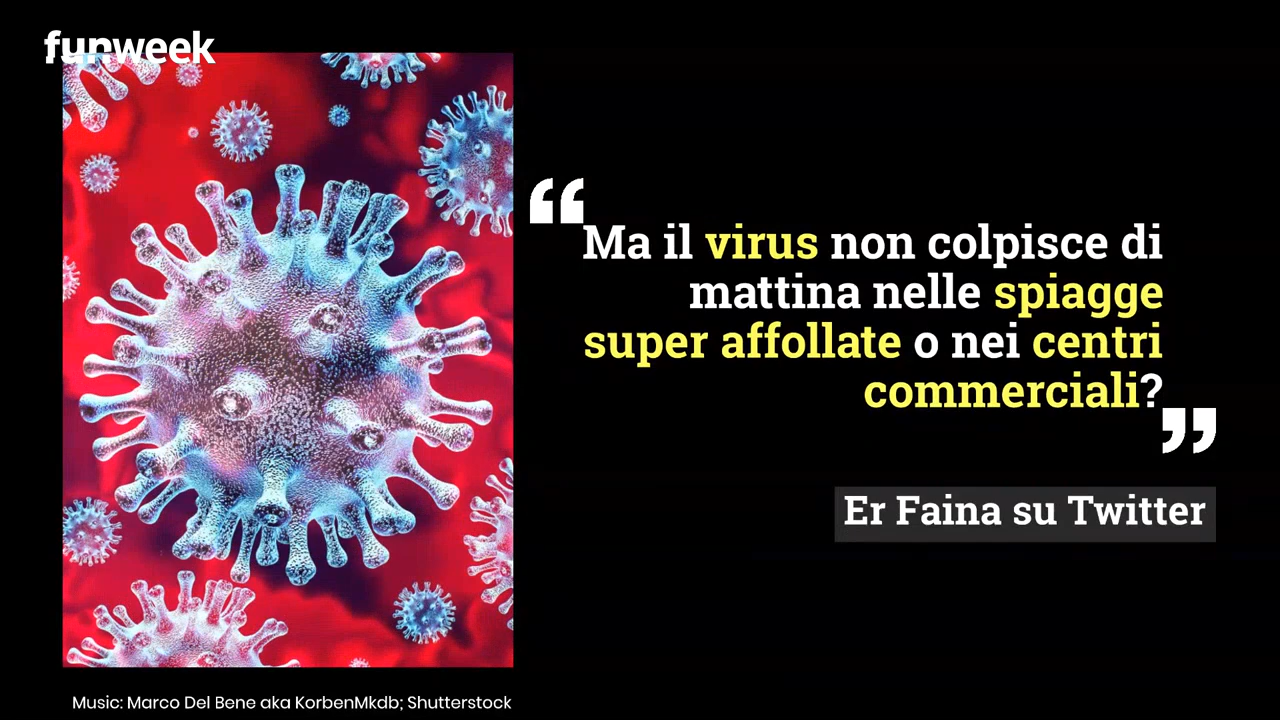 funweek
“Ma il virus non colpisce di
mattina nelle spiagge
super affollate o nei centri
commerciali?”
Er Faina su Twitter
Music: Marco Del Bene aka KorbenMkdb; Shutterstock